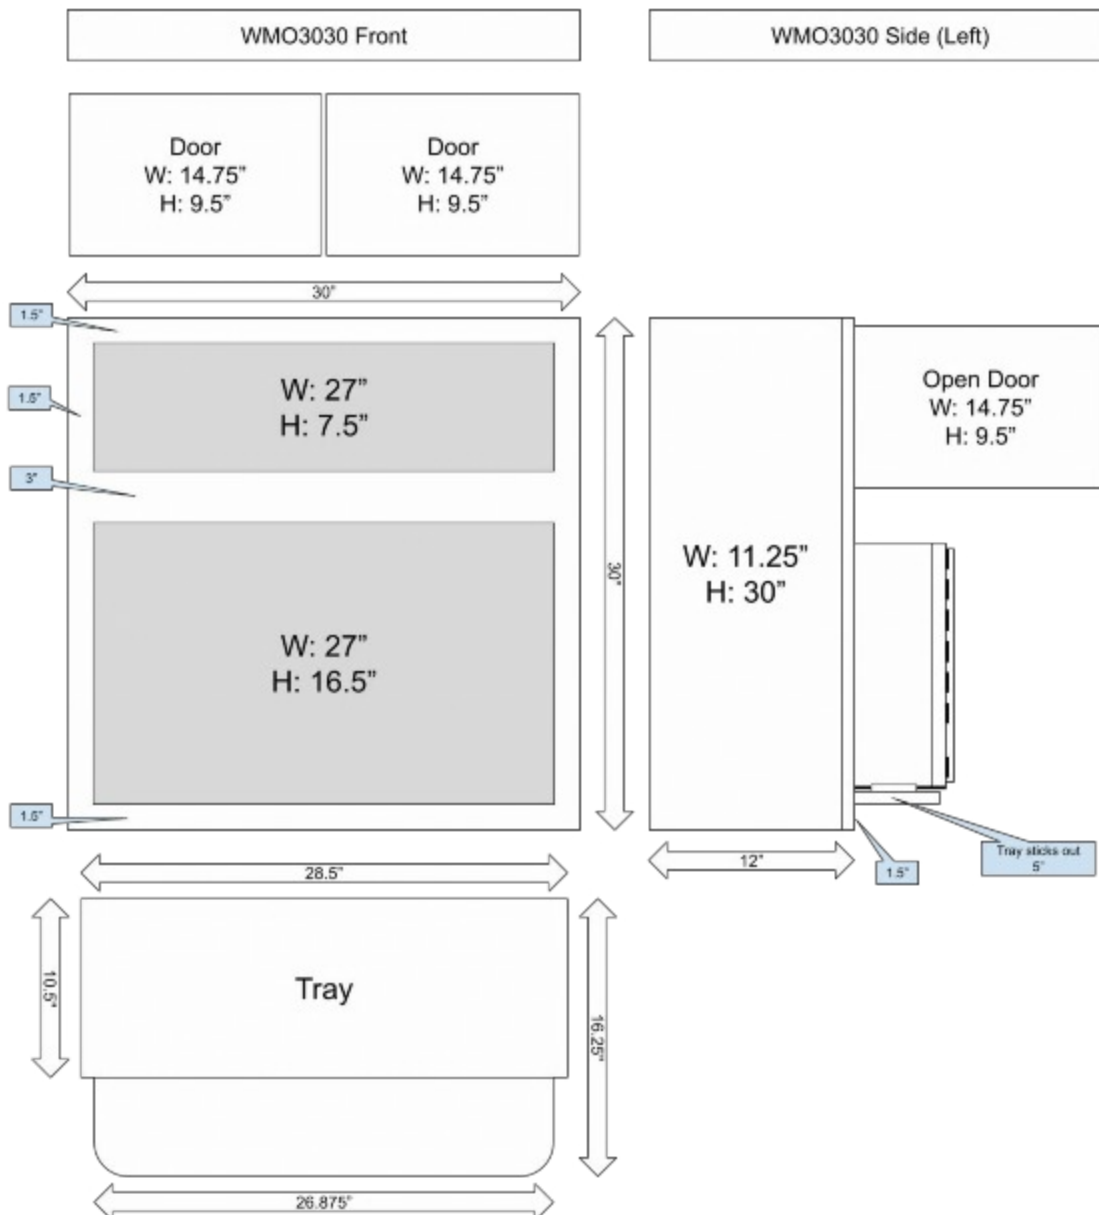 WMO3030 Front
WMO3030 Side (Left)
Door
W: 14.75”
H: 9.5”
Door
W: 14.75”
H: 9.5”
30”
1.5”
W: 27”
H: 7.5”
1.5”
3”
Open Door
W: 14.75”
H: 9.5”
W: 11.25”
H: 30”
30”
W: 27”
H: 16.5”
1.5”
12”
Tray sticks out
5”
1.5”
28.5”
10.5”
Tray
16.25”
26.875”